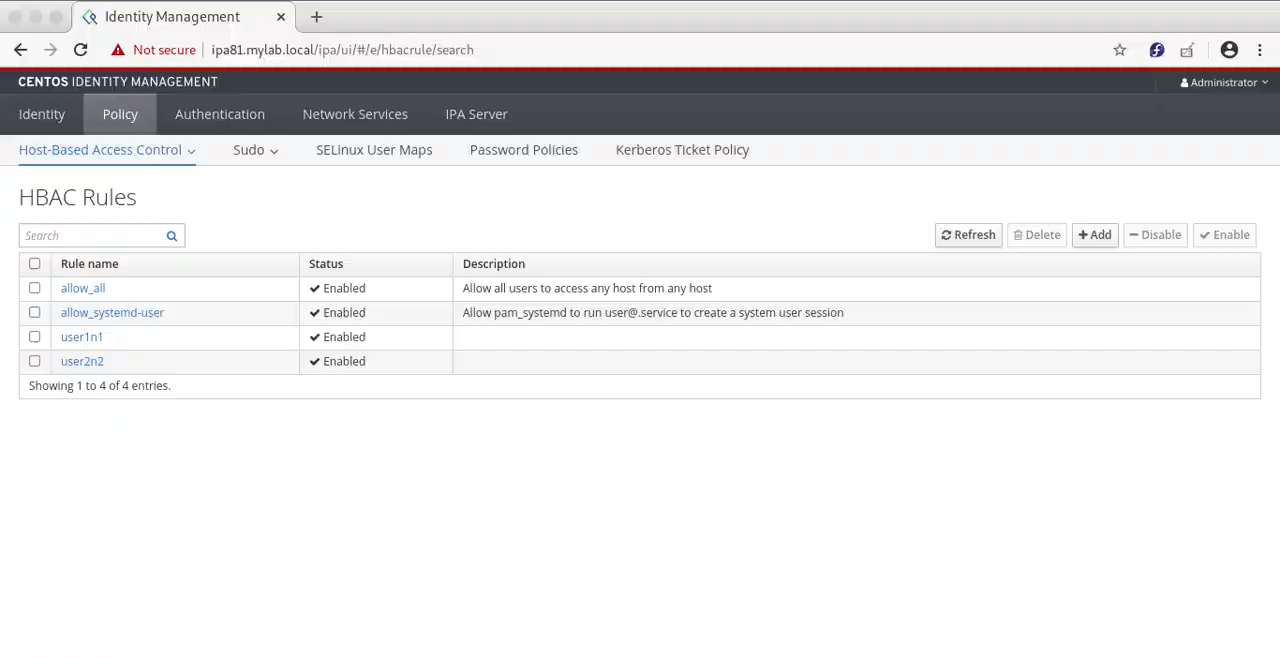 Identity Management
Not secure ipa81.mylab.local/ipa/ui/#/e/hbacrule/search
CENTOS IDENTITY MANAGEMENT Administrator
Identity Policy Authentication Network Services IPA Server
Host-Based Access Control Sudo SELinux User Maps Password Policies Kerberos Ticket Policy
HBAC Rules
Search Refresh Delete Add Disable Enable
Rule name Status Description
allow_all Enabled Allow all users to access any host from any host
allow_systemd-user Enabled Allow pam_systemd to run user@.service to create a system user session
user1n1 Enabled
user2n2 Enabled
Showing 1 to 4 of 4 entries.